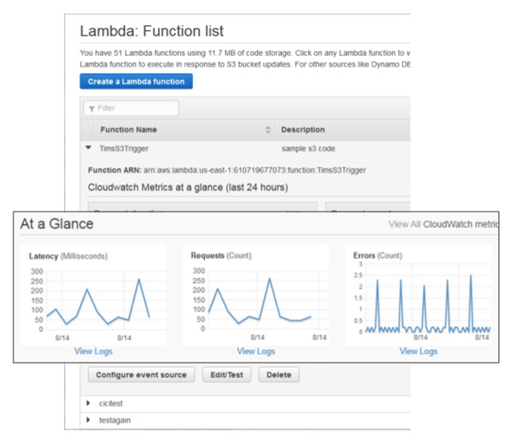 Lambda: Function list
You have 51 Lambda functions using 11.7 MB of code storage. Click on any Lambda function to v
Lambda function to execute in response to S3 bucket updates. For other sources like Dynamo DB
Create a Lambda function
Filter
Function Name Description
TimsS3Trigger sample s3 code
Function ARN: arn:aws:lambda:us-east-1:610719677073:function:TimsS3Trigger
Cloudwatch Metrics at a glance (last 24 hours)
At a Glance View All CloudWatch metric
Latency (Milliseconds) Requests (Count) Errors (Count)
300 300 3
250 250 2.5
200 200 2
150 150 1.5
100 100 1
50 50 0.5
0 0 0
8/14 8/14 8/14 8/14 8/14 8/14
View Logs View Logs View Logs
Configure event source Edit/Test Delete
cicitest
testagain